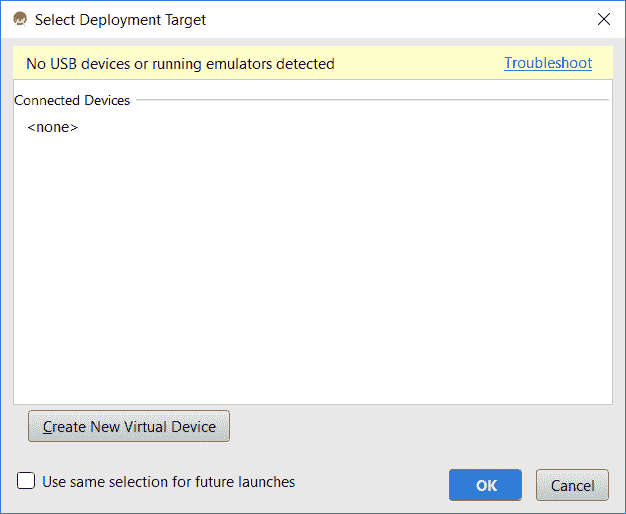 Select Deployment Target
No USB devices or running emulators detected Troubleshoot
Connected Devices
<none>
Create New Virtual Device
Use same selection for future launches
OK Cancel